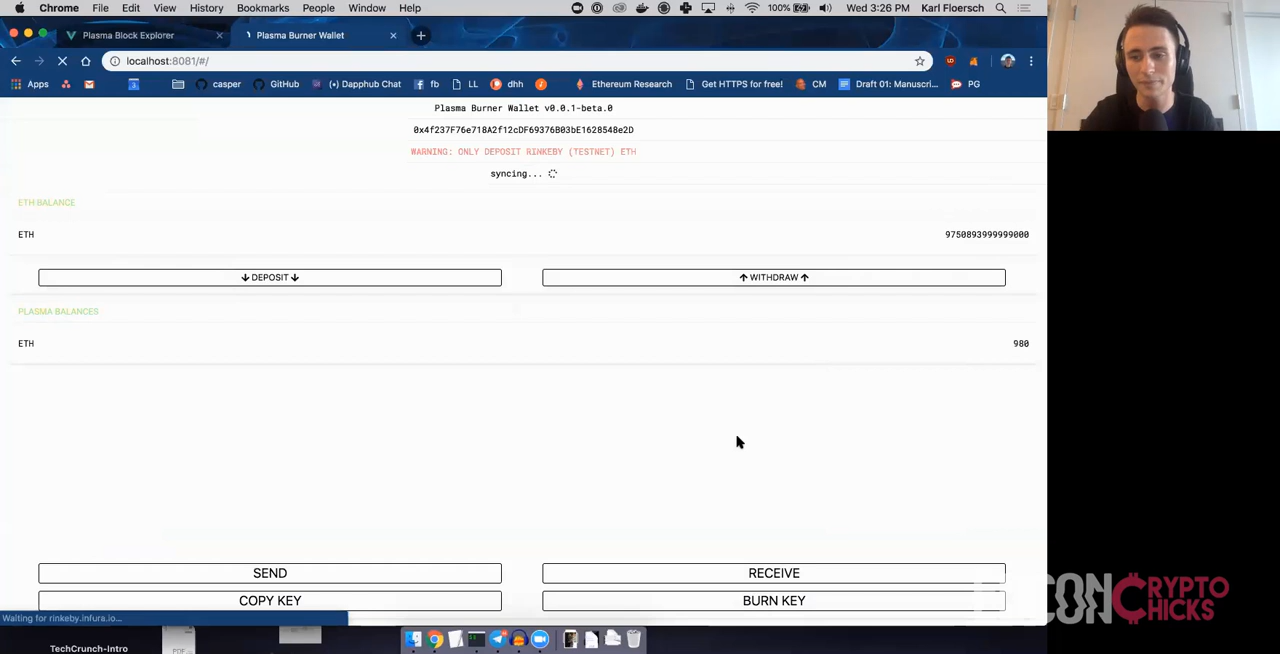 Chrome File Edit View History Bookmarks People Window Help 100% Wed 3:26 PM Karl Floersch
Plasma Block Explorer Plasma Burner Wallet
localhost:8081/#/
Apps casper GitHub (•) Dapphub Chat fb LL dhh Ethereum Research Get HTTPS for free! CM Draft 01: Manuscri... PG
Plasma Burner Wallet v0.0.1-beta.0
0x4f237F76e718A2f12cDF69376B03bE1628548e2D
WARNING: ONLY DEPOSIT RINKEBY (TESTNET) ETH
syncing...
ETH BALANCE
ETH 9750893999999000
↓ DEPOSIT ↓ ↑ WITHDRAW ↑
PLASMA BALANCES
ETH 980
SEND RECEIVE
COPY KEY BURN KEY
Waiting for rinkeby.infura.io...
TechCrunch-Intro
CRYPTO
CHICKS